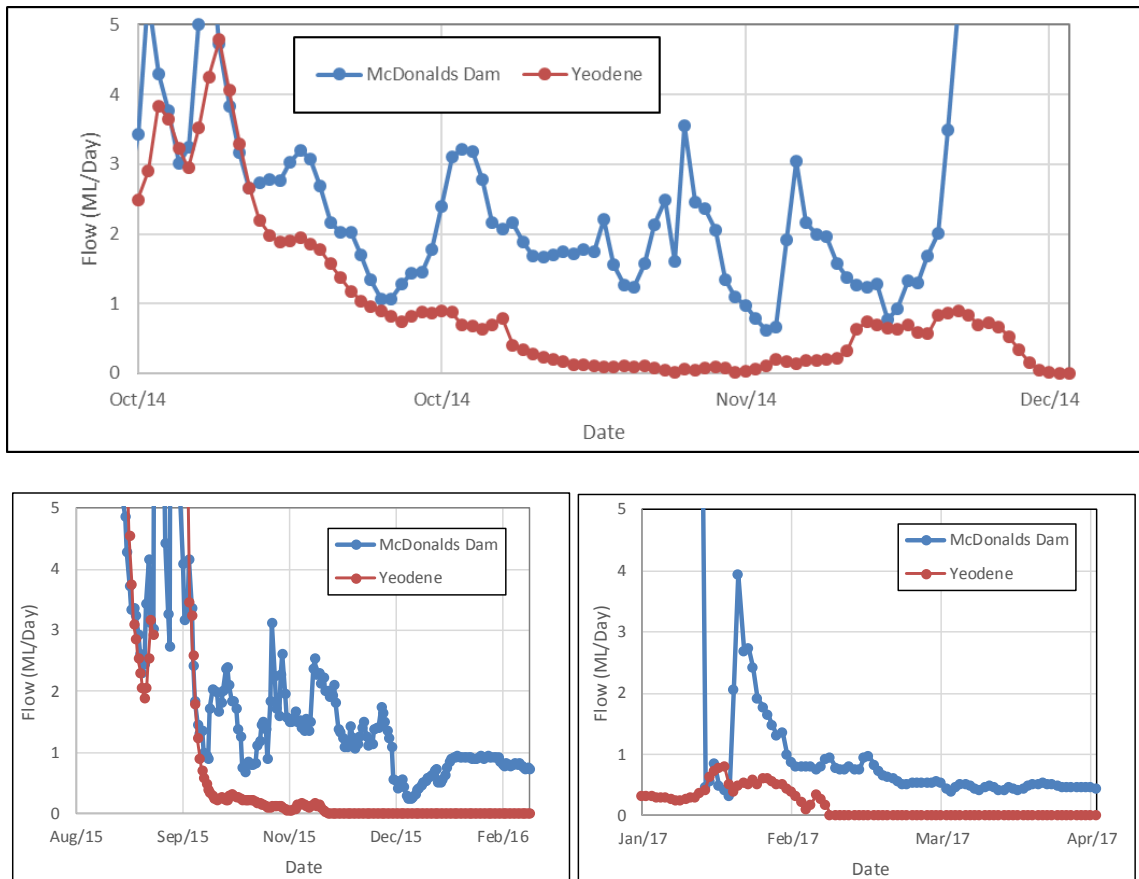 5
4
3
2
1
0
Flow (ML/Day)
McDonalds Dam
Yeodene
Oct/14
Oct/14
Nov/14
Dec/14
Date
5
4
3
2
1
0
Flow (ML/Day)
McDonalds Dam
Yeodene
Aug/15
Sep/15
Nov/15
Dec/15
Feb/16
Date
5
4
3
2
1
0
Flow (ML/Day)
McDonalds Dam
Yeodene
Jan/17
Feb/17
Mar/17
Apr/17
Date